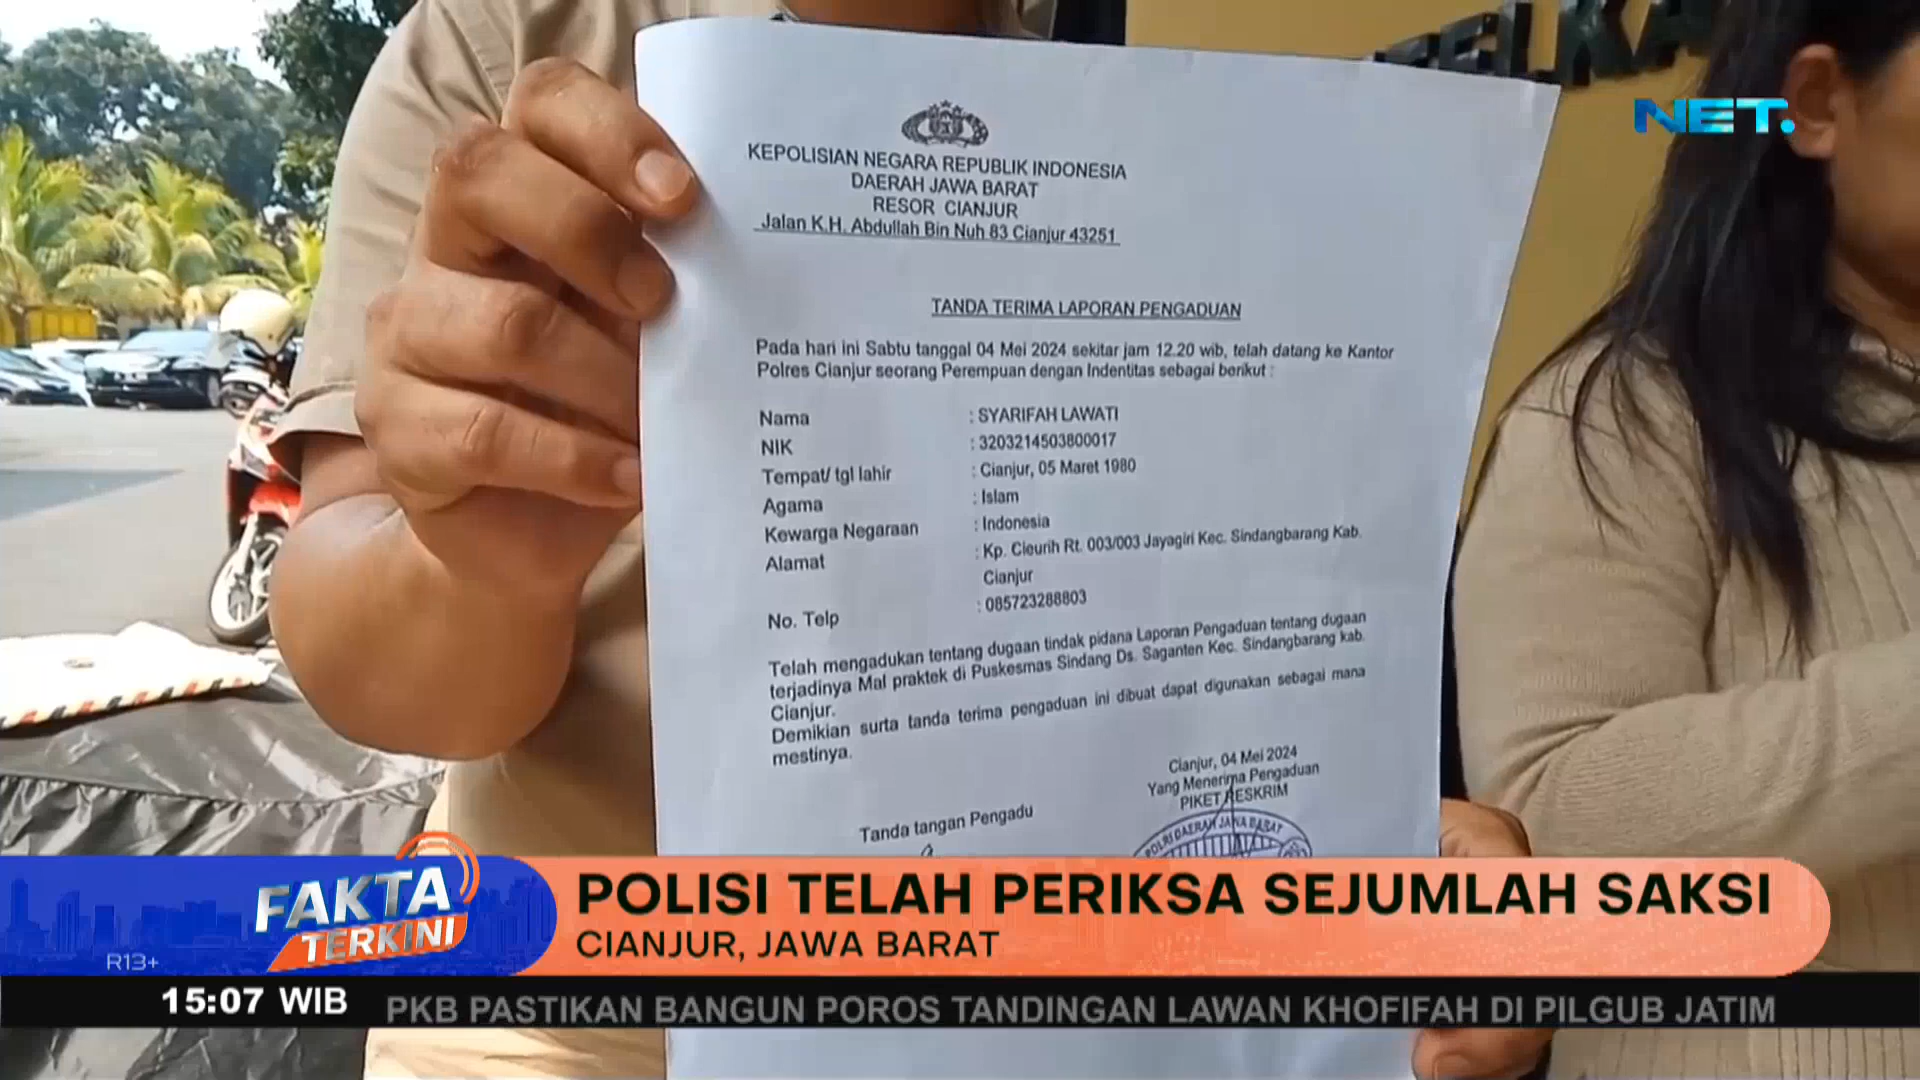 ELKA
NET.
KEPOLISIAN NEGARA REPUBLIK INDONESIA
DAERAH JAWA BARAT
RESOR CIANJUR
Jalan K.H. Abdullah Bin Nuh 83 Cianjur 43251
TANDA TERIMA LAPORAN PENGADUAN
Pada hari ini Sabtu tanggal 04 Mei 2024 sekitar jam 12.20 wib, telah datang ke Kantor
Polres Cianjur seorang Perempuan dengan Indentitas sebagai berikut :
Nama : SYARIFAH LAWATI
NIK : 3203214503800017
Tempat/ tgl lahir : Cianjur, 05 Maret 1980
Agama : Islam
Kewarga Negaraan : Indonesia
Alamat : Kp. Cieurih Rt. 003/003 Jayagiri Kec. Sindangbarang Kab.
Cianjur
No. Telp : 085723288803
Telah mengadukan tentang dugaan tindak pidana Laporan Pengaduan tentang dugaan
terjadinya Mal praktek di Puskesmas Sindang Ds. Saganten Kec. Sindangbarang kab.
Cianjur.
Demikian surta tanda terima pengaduan ini dibuat dapat digunakan sebagai mana
mestinya.
Cianjur, 04 Mei 2024
Yang Menerima Pengaduan
PIKET RESKRIM
Tanda tangan Pengadu
POLRI DAERAH JAWA BARAT
FAKTA
TERKINI
R13+
POLISI TELAH PERIKSA SEJUMLAH SAKSI
CIANJUR, JAWA BARAT
15:07 WIB PKB PASTIKAN BANGUN POROS TANDINGAN LAWAN KHOFIFAH DI PILGUB JATIM